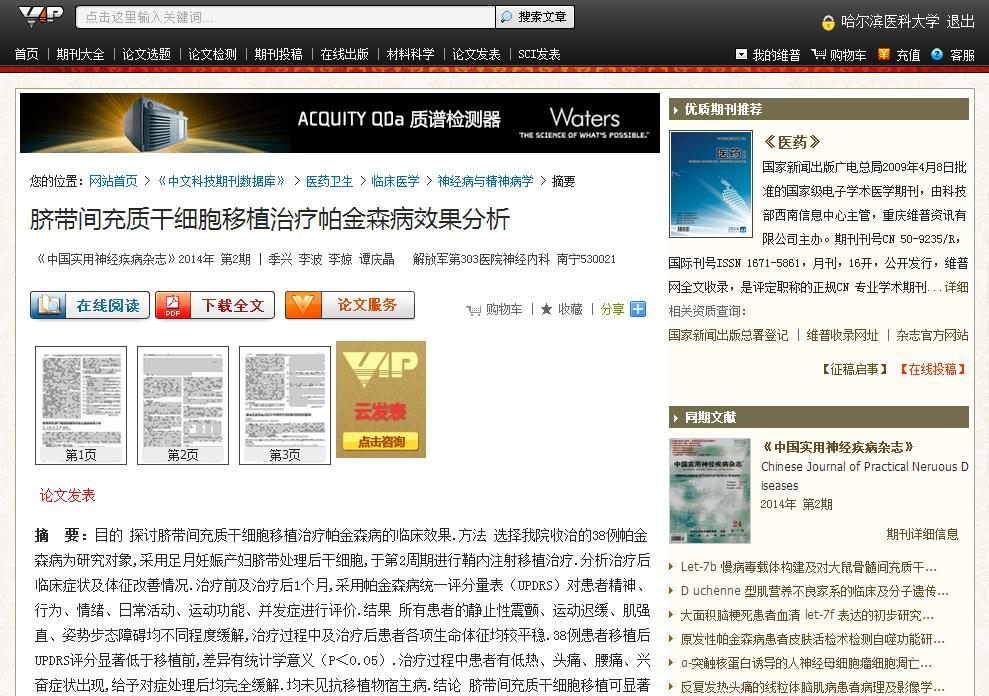 VIP
点击这里输入关键词...
搜索文章
哈尔滨医科大学 退出
首页 | 期刊大全 | 论文选题 | 论文检测 | 期刊投稿 | 在线出版 | 材料科学 | 论文发表 | SCI发表
我的维普 购物车 充值 客服
ACQUITY QDa 质谱检测器
Waters
THE SCIENCE OF WHAT'S POSSIBLE.™
您的位置：网站首页 > 《中文科技期刊数据库》 > 医药卫生 > 临床医学 > 神经病与精神病学 > 摘要
脐带间充质干细胞移植治疗帕金森病效果分析
《中国实用神经疾病杂志》2014年 第2期 | 季兴 李波 李娘 谭庆晶 解放军第303医院神经内科 南宁530021
在线阅读
PDF
下载全文
论文服务
购物车 | ★ 收藏 | 分享
第1页
第2页
第3页
VIP
云发表
点击咨询
论文发表
摘 要：目的 探讨脐带间充质干细胞移植治疗帕金森病的临床效果.方法 选择我院收治的38例帕金
森病为研究对象,采用足月妊娠产妇脐带处理后干细胞,于第2周期进行鞘内注射移植治疗.分析治疗后
临床症状及体征改善情况.治疗前及治疗后1个月,采用帕金森病统一评分量表（UPDRS）对患者精神、
行为、情绪、日常活动、运动功能、并发症进行评价.结果 所有患者的静止性震颤、运动迟缓、肌强
直、姿势步态障碍均不同程度缓解,治疗过程中及治疗后患者各项生命体征均较平稳.38例患者移植后
UPDRS评分显著低于移植前,差异有统计学意义（P＜0.05）.治疗过程中患者有低热、头痛、腰痛、兴
奋症状出现,给予对症处理后均完全缓解.均未见抗移植物宿主病.结论 脐带间充质干细胞移植可显著
优质期刊推荐
医药
《医药》
国家新闻出版广电总局2009年4月8日批
准的国家级电子学术医学期刊，由科技
部西南信息中心主管，重庆维普资讯有
限公司主办。期刊刊号CN 50-9235/R，
国际刊号ISSN 1671-5861，月刊，16开，公开发行，维普
网全文收录，是评定职称的正规CN 专业学术期刊...详细
相关资质查询：
国家新闻出版总署登记 | 维普收录网址 | 杂志官方网站
【征稿启事】 【在线投稿】
同期文献
中国实用神经疾病杂志
24
《中国实用神经疾病杂志》
Chinese Journal of Practical Neruous D
iseases
2014年 第2期
期刊详细信息
Let-7b 慢病毒载体构建及对大鼠骨髓间充质干...
D uchenne 型肌营养不良家系的临床及分子遗传...
大面积脑梗死患者血清 let-7f 表达的初步研究...
原发性帕金森病患者皮肤活检术检测自噬功能研...
α-突触核蛋白诱导的人神经母细胞瘤细胞凋亡...
反复发热头痛的线粒体脑肌病患者病理及影像学...